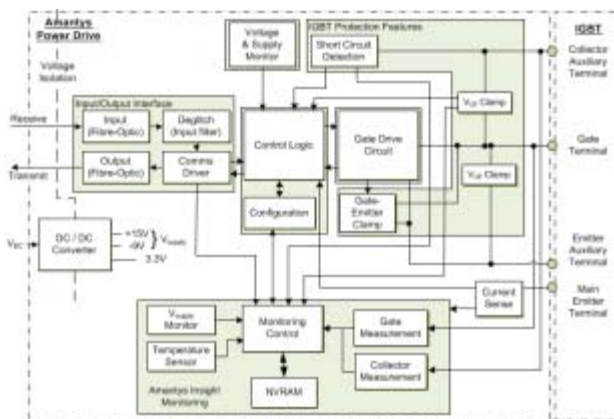 Amantys
Power Drive
IGBT
Voltage
Isolation
Voltage
& Supply
Monitor
IGBT Protection Features
Short Circuit
Detection
Collector
Auxiliary
Terminal
Input/Output Interface
Receive
Input
(Fibre-Optic)
Deglitch
(Input filter)
Control Logic
Gate Drive
Circuit
Clamp
Gate
Terminal
Transmit
Output
(Fibre-Optic)
Comms
Driver
Clamp
Configuration
Gate-
Emitter
Clamp
DC / DC
Converter
+15V
-9V
3.3V
Emitter
Auxiliary
Terminal
Current
Sense
Main
Emitter
Terminal
Monitor
Monitoring
Control
Gate
Measurement
Temperature
Sensor
Collector
Measurement
Amantys Insight
Monitoring
NVRAM